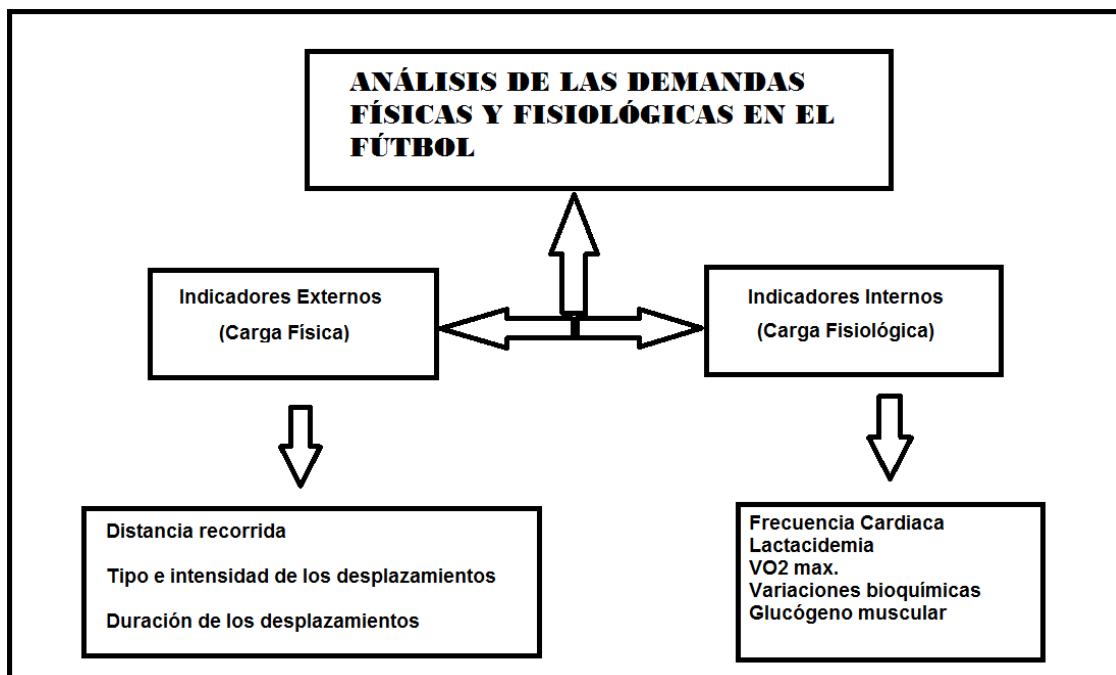 ANÁLISIS DE LAS DEMANDAS
FÍSICAS Y FISIOLÓGICAS EN EL
FÚTBOL
Indicadores Externos
(Carga Física)
Indicadores Internos
(Carga Fisiológica)
Distancia recorrida
Tipo e intensidad de los desplazamientos
Duración de los desplazamientos
Frecuencia Cardiaca
Lactacidemia
VO2 max.
Variaciones bioquímicas
Glucógeno muscular